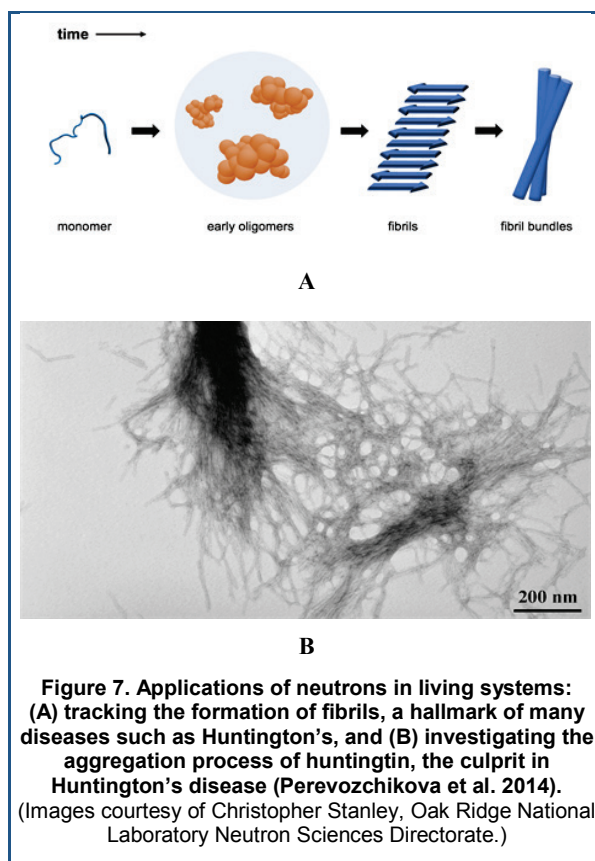 time
monomer early oligomers fibrils fibril bundles
A
200 nm
B
Figure 7. Applications of neutrons in living systems:
(A) tracking the formation of fibrils, a hallmark of many
diseases such as Huntington’s, and (B) investigating the
aggregation process of huntingtin, the culprit in
Huntington’s disease (Perevozchikova et al. 2014).
(Images courtesy of Christopher Stanley, Oak Ridge National
Laboratory Neutron Sciences Directorate.)